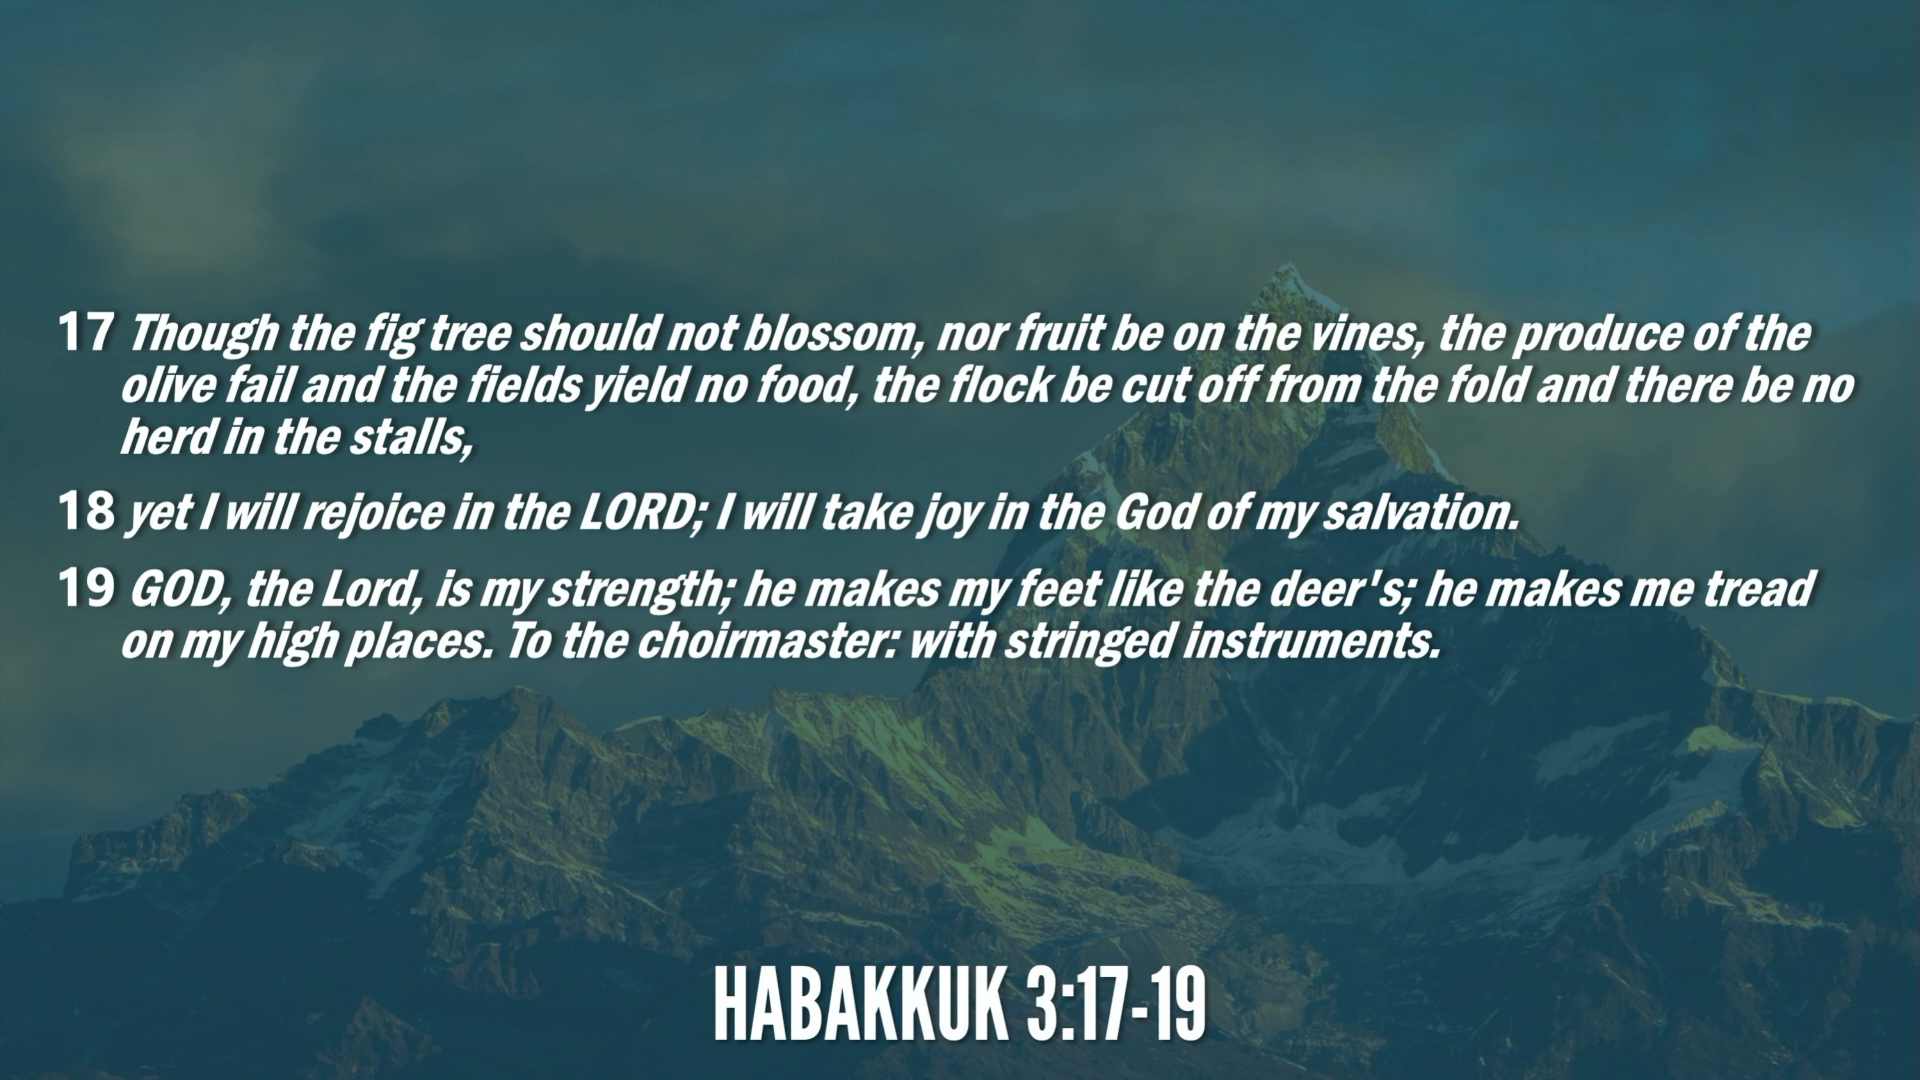 17 Though the fig tree should not blossom, nor fruit be on the vines, the produce of the
olive fail and the fields yield no food, the flock be cut off from the fold and there be no
herd in the stalls,
18 yet I will rejoice in the LORD; I will take joy in the God of my salvation.
19 GOD, the Lord, is my strength; he makes my feet like the deer's; he makes me tread
on my high places. To the choirmaster: with stringed instruments.
HABAKKUK 3:17-19